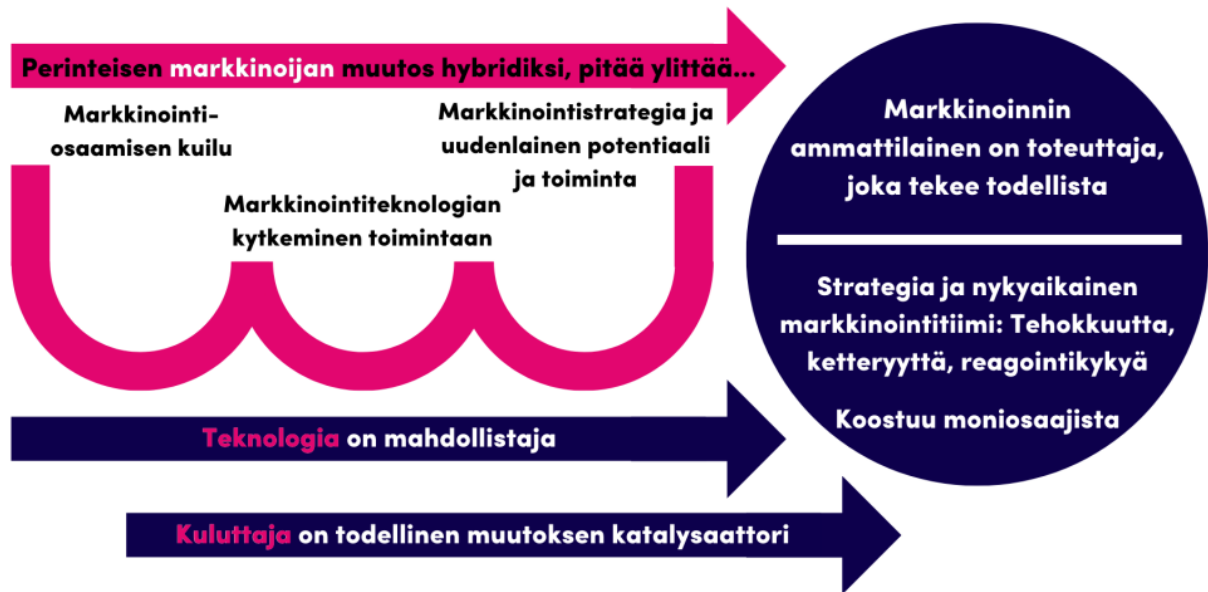 Perinteisen markkinoijan muutos hybridiksi, pitää ylittää...
Markkinointi-
osaamisen kuilu
Markkinointiteknologian
kytkeminen toimintaan
Markkinointistrategia ja
uudenlainen potentiaali
ja toiminta
Teknologia on mahdollistaja
Kuluttaja on todellinen muutoksen katalysaattori
Markkinoinnin
ammattilainen on toteuttaja,
joka tekee todellista
Strategia ja nykyaikainen
markkinointitiimi: Tehokkuutta,
ketteryyttä, reagointikykyä
Koostuu moniosaajista